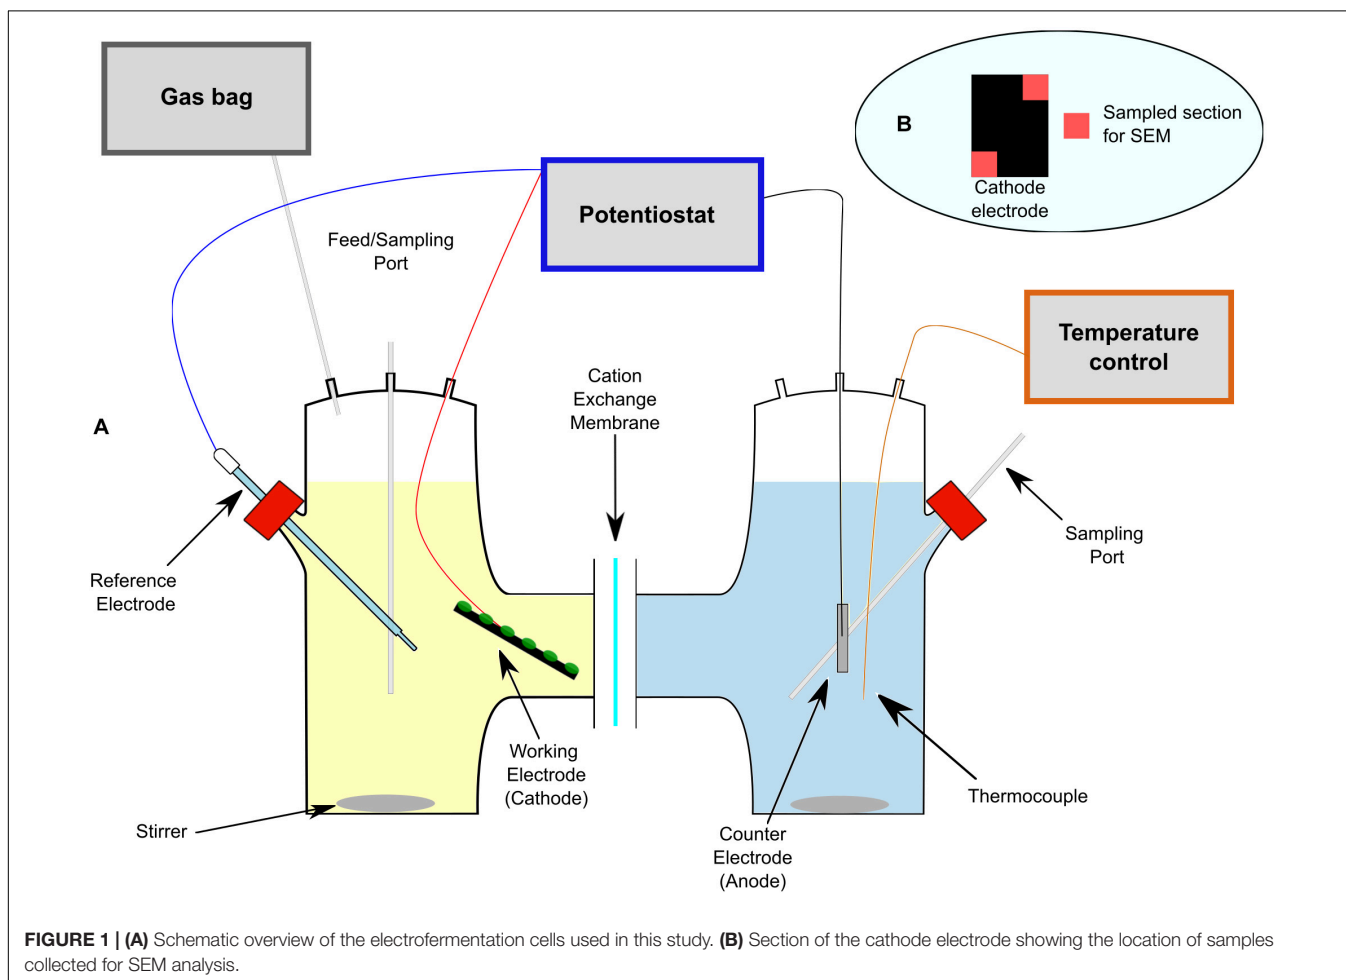 Gas bag
B
Sampled section
for SEM
Cathode
electrode
Potentiostat
Feed/Sampling
Port
Temperature
control
Cation
Exchange
Membrane
A
Reference
Electrode
Sampling
Port
Working
Electrode
(Cathode)
Thermocouple
Stirrer
Counter
Electrode
(Anode)
FIGURE 1 | (A) Schematic overview of the electrofermentation cells used in this study. (B) Section of the cathode electrode showing the location of samples
collected for SEM analysis.